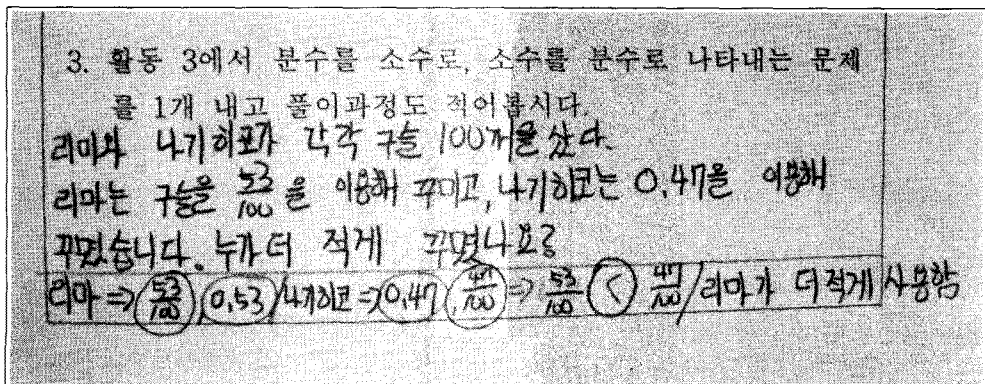 3. 활동 3에서 분수를 소수로, 소수를 분수로 나타내는 문제
를 1개 내고 풀이과정도 적어봅시다.
리마와 나기히코가 각각 구슬 100개를 샀다.
리마는 구슬을 53/100 을 이용해 꾸미고, 나기히코는 0.47을 이용해
꾸몄습니다. 누가 더 적게 꾸몄나요?
리마 => 53/100, 0.53 / 나기히코 => 0.47, 47/100 => 53/100 < 47/100 / 리마가 더 적게 사용함